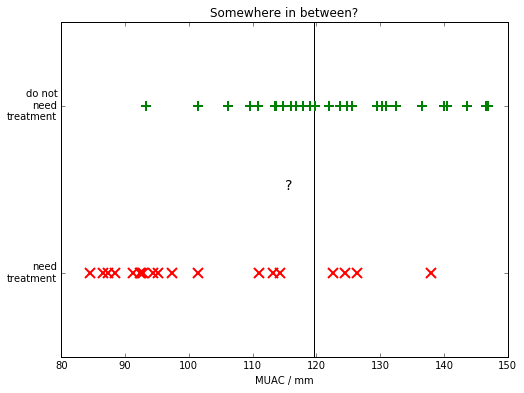 Somewhere in between?
do not
need
treatment
?
need
treatment
80 90 100 110 120 130 140 150
MUAC / mm